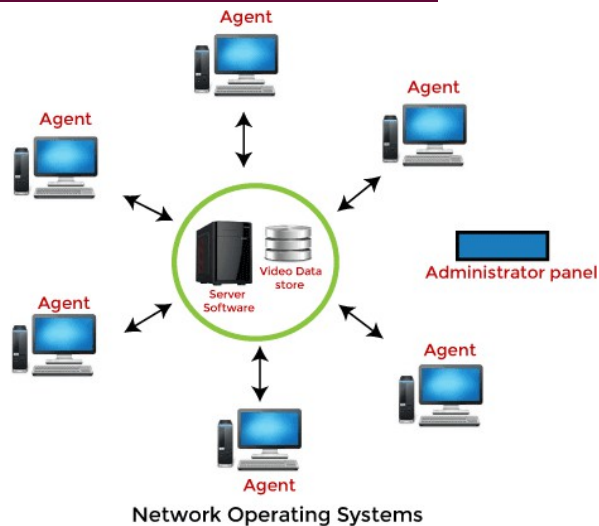 Agent
Agent
Agent
Server
Software
Video Data
store
Administrator panel
Agent
Agent
Agent
Network Operating Systems